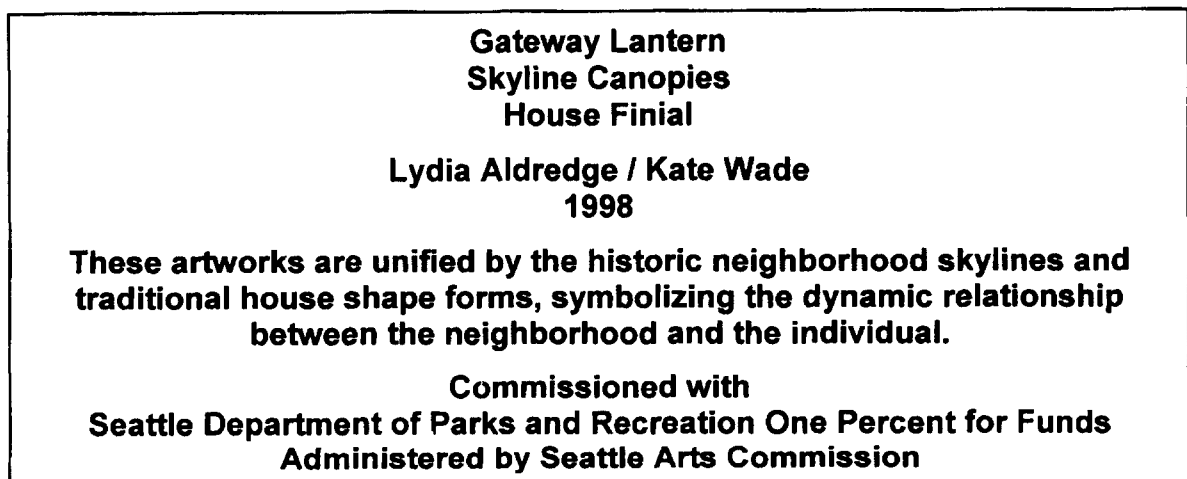 Gateway Lantern
Skyline Canopies
House Finial
Lydia Aldredge / Kate Wade
1998
These artworks are unified by the historic neighborhood skylines and
traditional house shape forms, symbolizing the dynamic relationship
between the neighborhood and the individual.
Commissioned with
Seattle Department of Parks and Recreation One Percent for Funds
Administered by Seattle Arts Commission